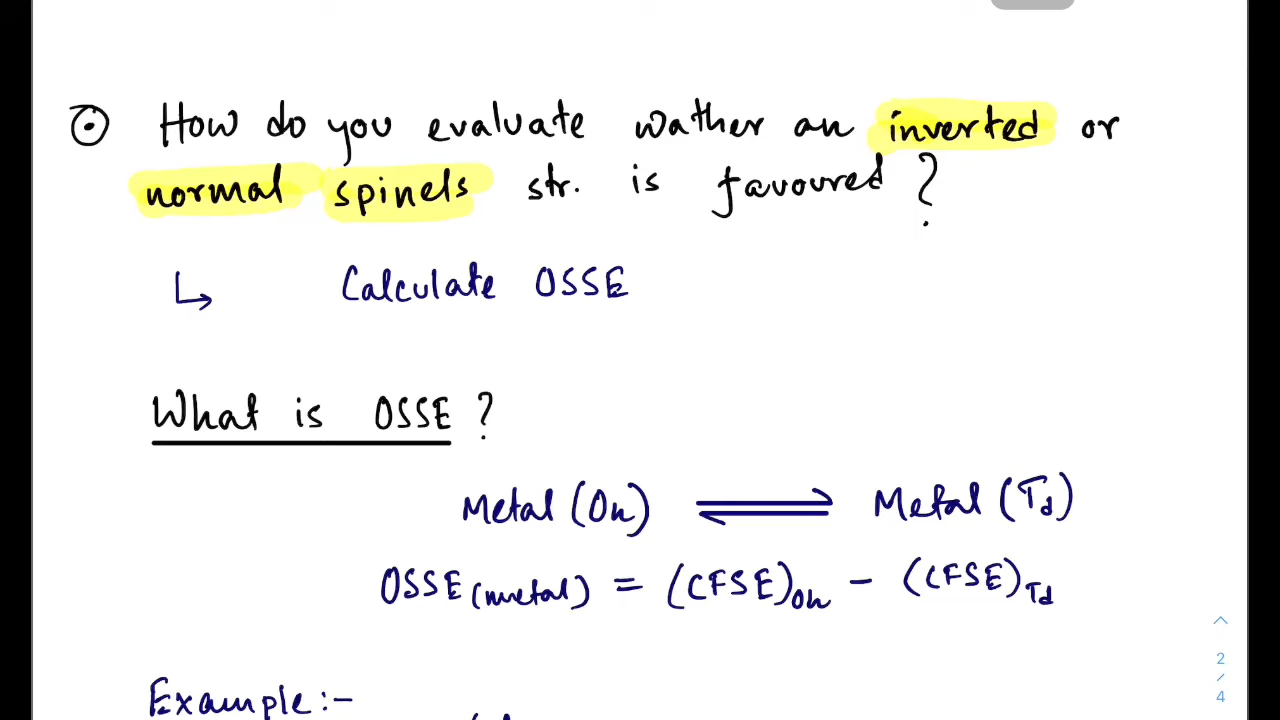 How do you evaluate wather an inverted or
normal spinels str. is favoured ?
↳ Calculate OSSE
What is OSSE ?
Metal (Oh) ⇌ Metal (Td)
OSSE (metal) = (CFSE)Oh - (CFSE)Td
2
/
4
Example :-